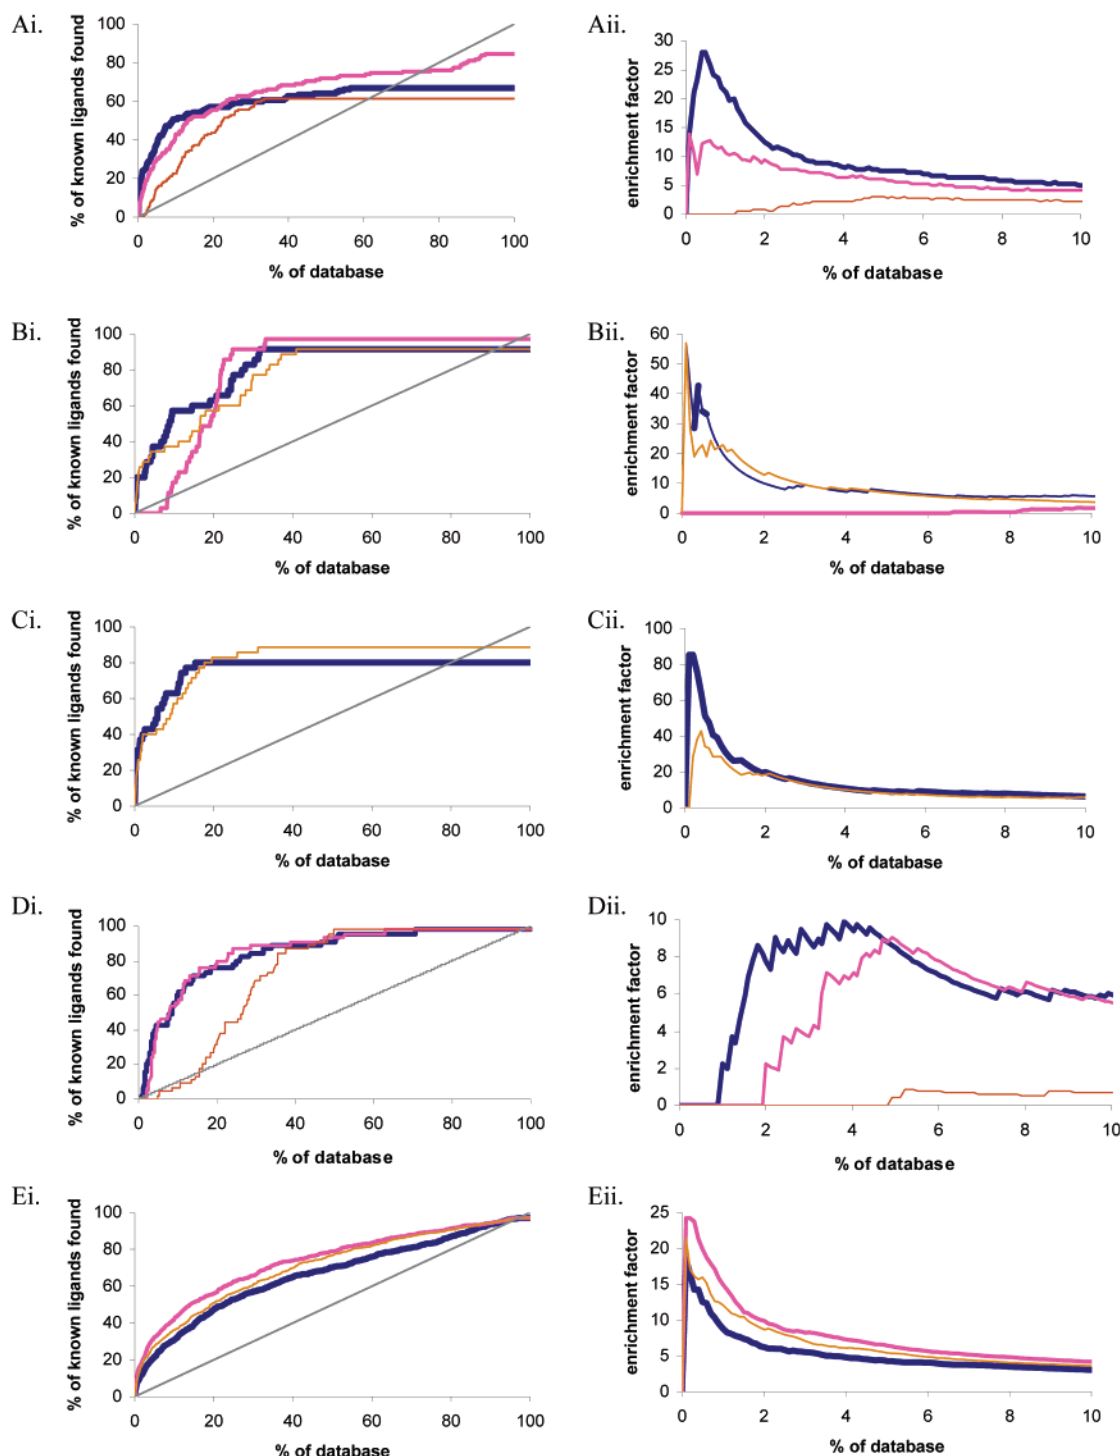 Ai.
100
80
60
40
20
0
% of known ligands found
0 20 40 60 80 100
% of database
Aii.
30
25
20
15
10
5
0
enrichment factor
0 2 4 6 8 10
% of database
Bi.
100
80
60
40
20
0
% of known ligands found
0 20 40 60 80 100
% of database
Bii.
60
50
40
30
20
10
0
enrichment factor
0 2 4 6 8 10
% of database
Ci.
100
80
60
40
20
0
% of known ligands found
0 20 40 60 80 100
% of database
Cii.
100
80
60
40
20
0
enrichment factor
0 2 4 6 8 10
% of database
Di.
100
80
60
40
20
0
% of known ligands found
0 20 40 60 80 100
% of database
Dii.
10
8
6
4
2
0
enrichment factor
0 2 4 6 8 10
% of database
Ei.
100
80
60
40
20
0
% of known ligands found
0 20 40 60 80 100
% of database
Eii.
25
20
15
10
5
0
enrichment factor
0 2 4 6 8 10
% of database